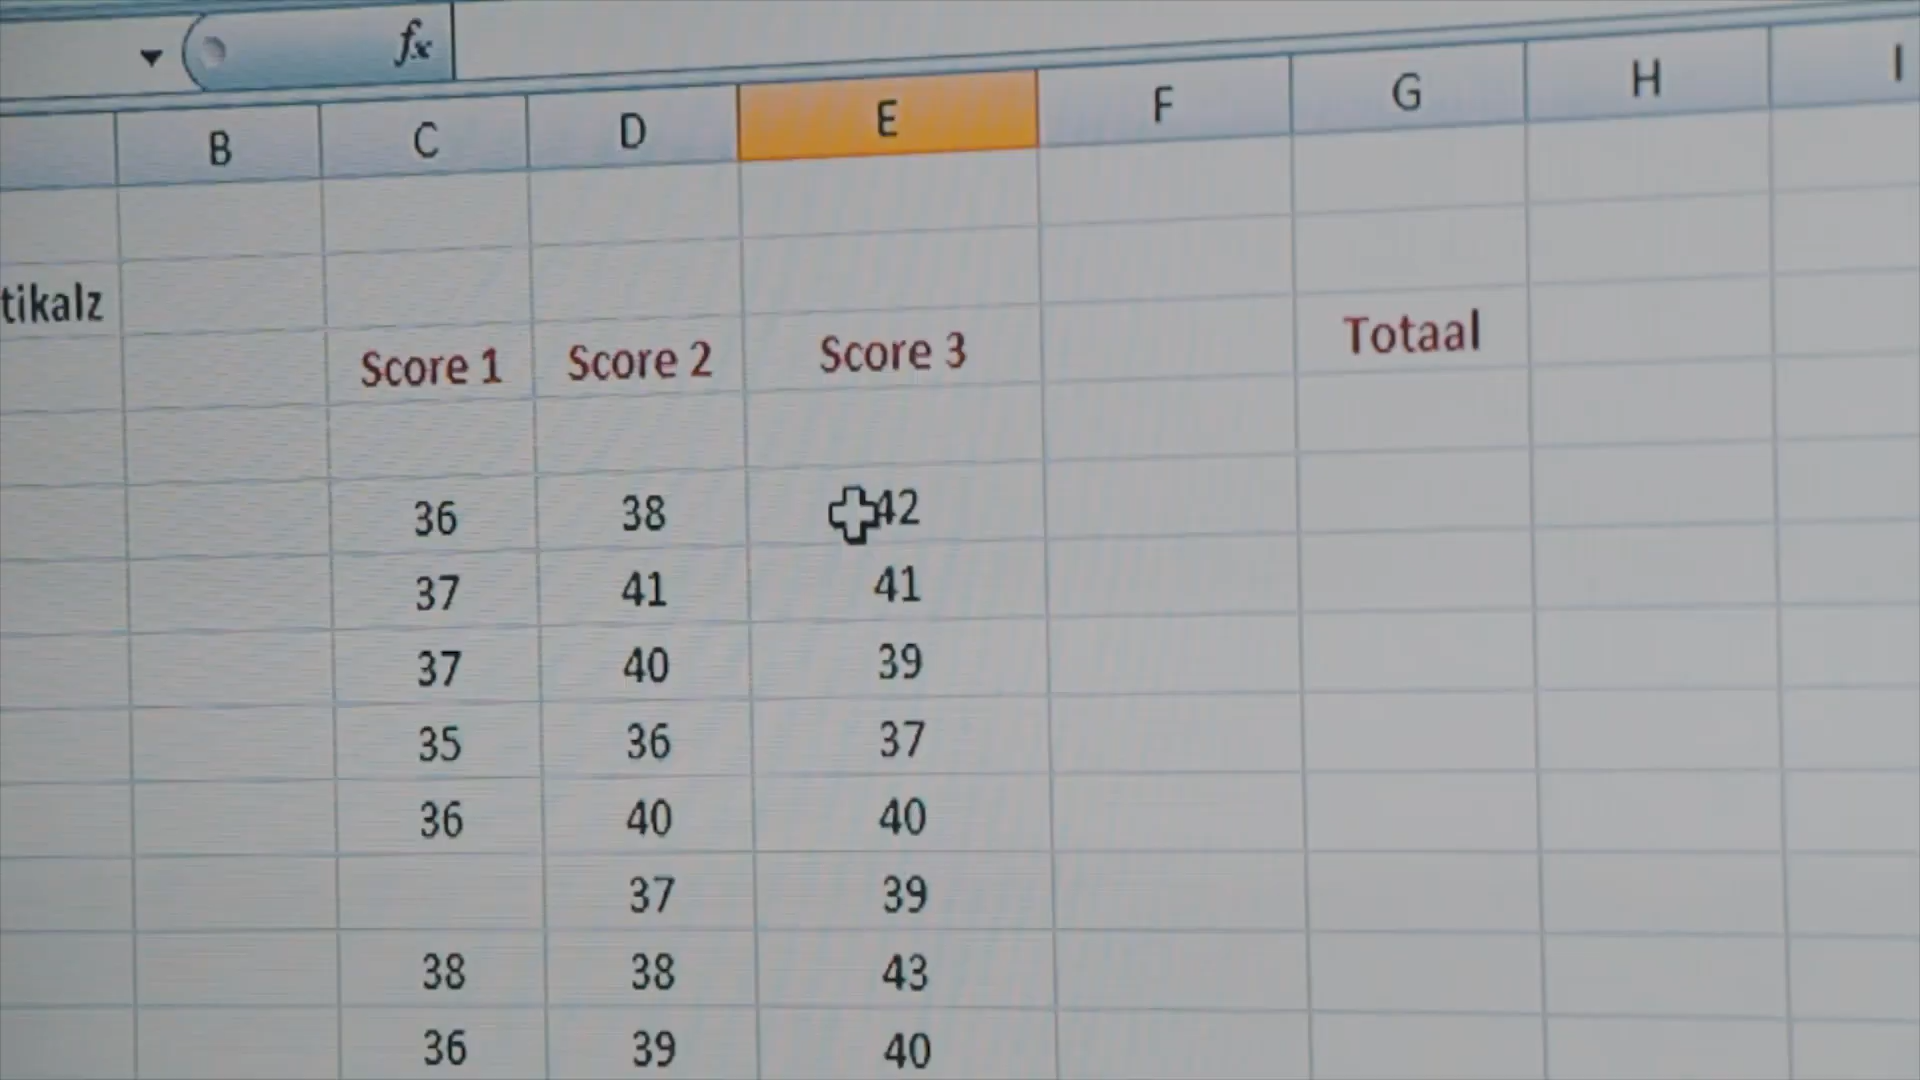 fx
B C D E F G H I
tikalz
Score 1 Score 2 Score 3 Totaal
36 38 42
37 41 41
37 40 39
35 36 37
36 40 40
37 39
38 38 43
36 39 40